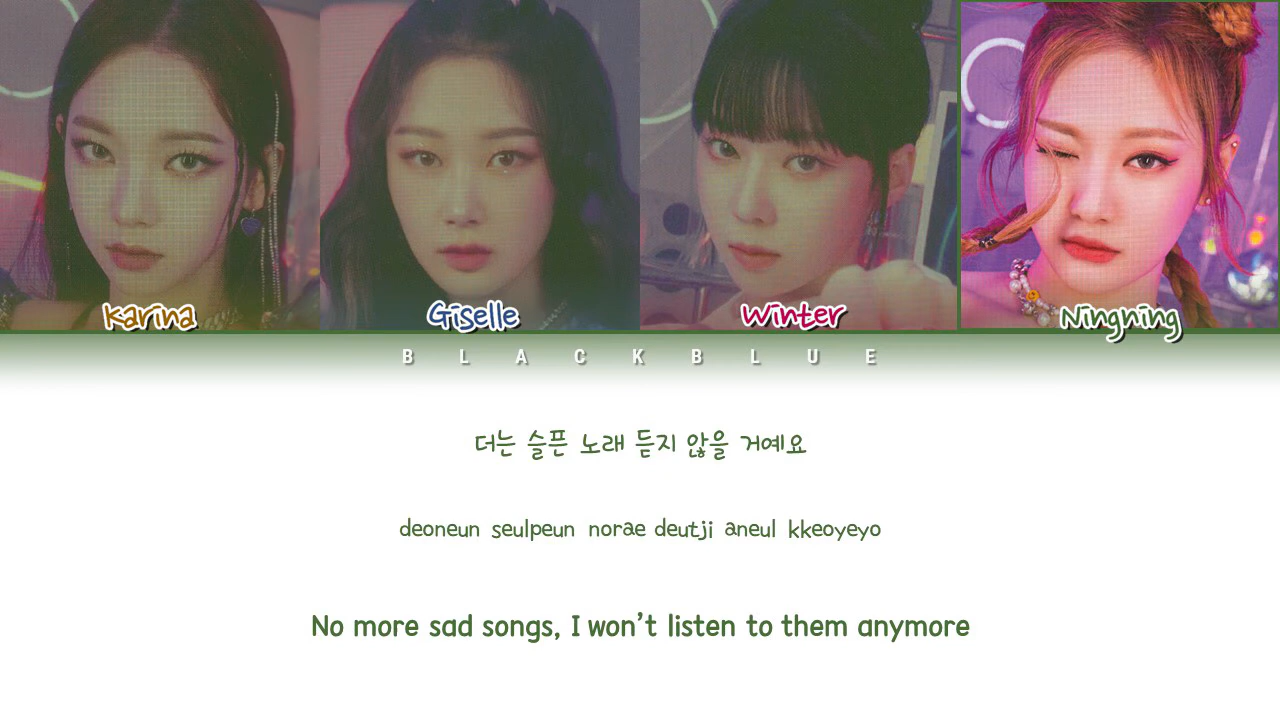 Karina
Giselle
Winter
Ningning
BLACKBLUE
더는 슬픈 노래 듣지 않을 거예요
deoneun seulpeun norae deutji aneul kkeoyeyo
No more sad songs, I won't listen to them anymore